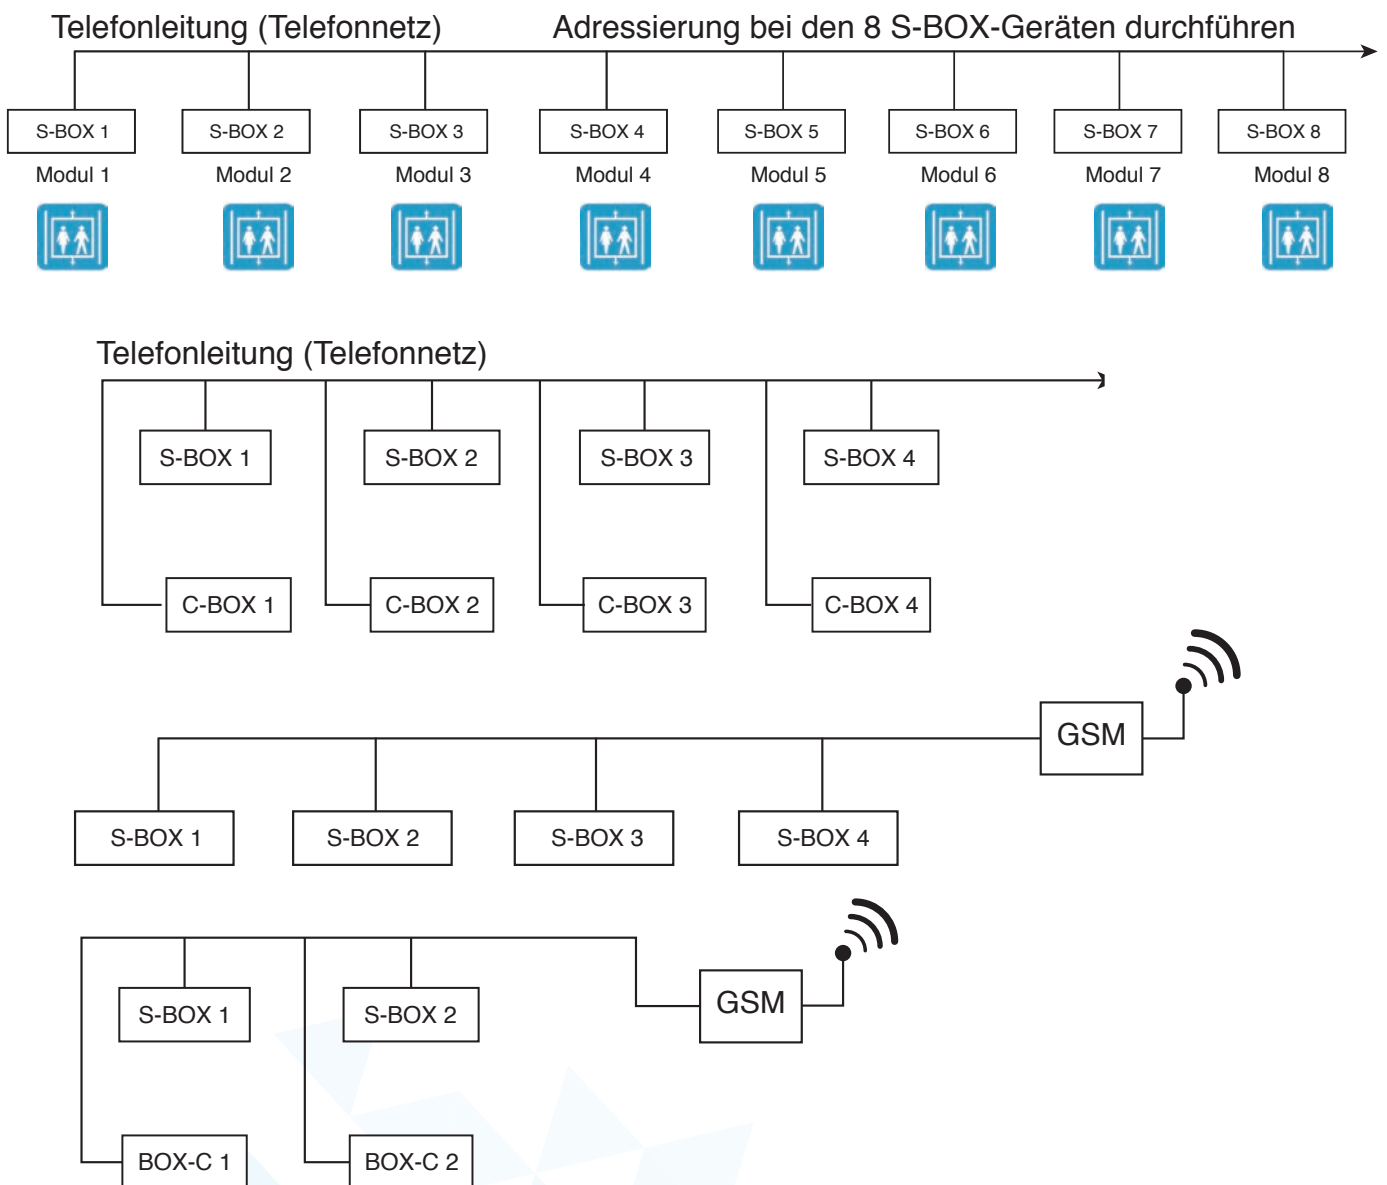 Telefonleitung (Telefonnetz) Adressierung bei den 8 S-BOX-Geräten durchführen
S-BOX 1 S-BOX 2 S-BOX 3 S-BOX 4 S-BOX 5 S-BOX 6 S-BOX 7 S-BOX 8
Modul 1 Modul 2 Modul 3 Modul 4 Modul 5 Modul 6 Modul 7 Modul 8
Telefonleitung (Telefonnetz)
S-BOX 1 S-BOX 2 S-BOX 3 S-BOX 4
C-BOX 1 C-BOX 2 C-BOX 3 C-BOX 4
GSM
S-BOX 1 S-BOX 2 S-BOX 3 S-BOX 4
GSM
S-BOX 1 S-BOX 2
BOX-C 1 BOX-C 2